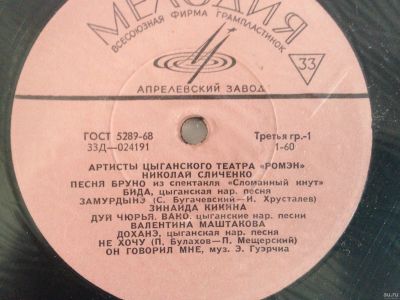 МЕЛОДИЯ
ВСЕСОЮЗНАЯ ФИРМА ГРАМПЛАСТИНОК
33
АПРЕЛЕВСКИЙ ЗАВОД
ГОСТ 5289-68
Третья гр.-1
33Д—024191
1-60
АРТИСТЫ ЦЫГАНСКОГО ТЕАТРА «РОМЭН»
НИКОЛАЙ СЛИЧЕНКО
ПЕСНЯ БРУНО из спектакля «Сломанный кнут»
БИДА, цыганская нар. песня
ЗАМУРДЫНЭ (С. Бугачевский—И. Хрусталев)
ЗИНАИДА КИКИНА
ДУЙ ЧЮРЬЯ, ВАКО, цыганские нар. песни
ВАЛЕНТИНА МАШТАКОВА
ДОХАНЭ, цыганская нар. песня
НЕ ХОЧУ (П. Булахов—П. Мещерский)
ОН ГОВОРИЛ МНЕ, муз. Э. Гуэрчиа
au.ru